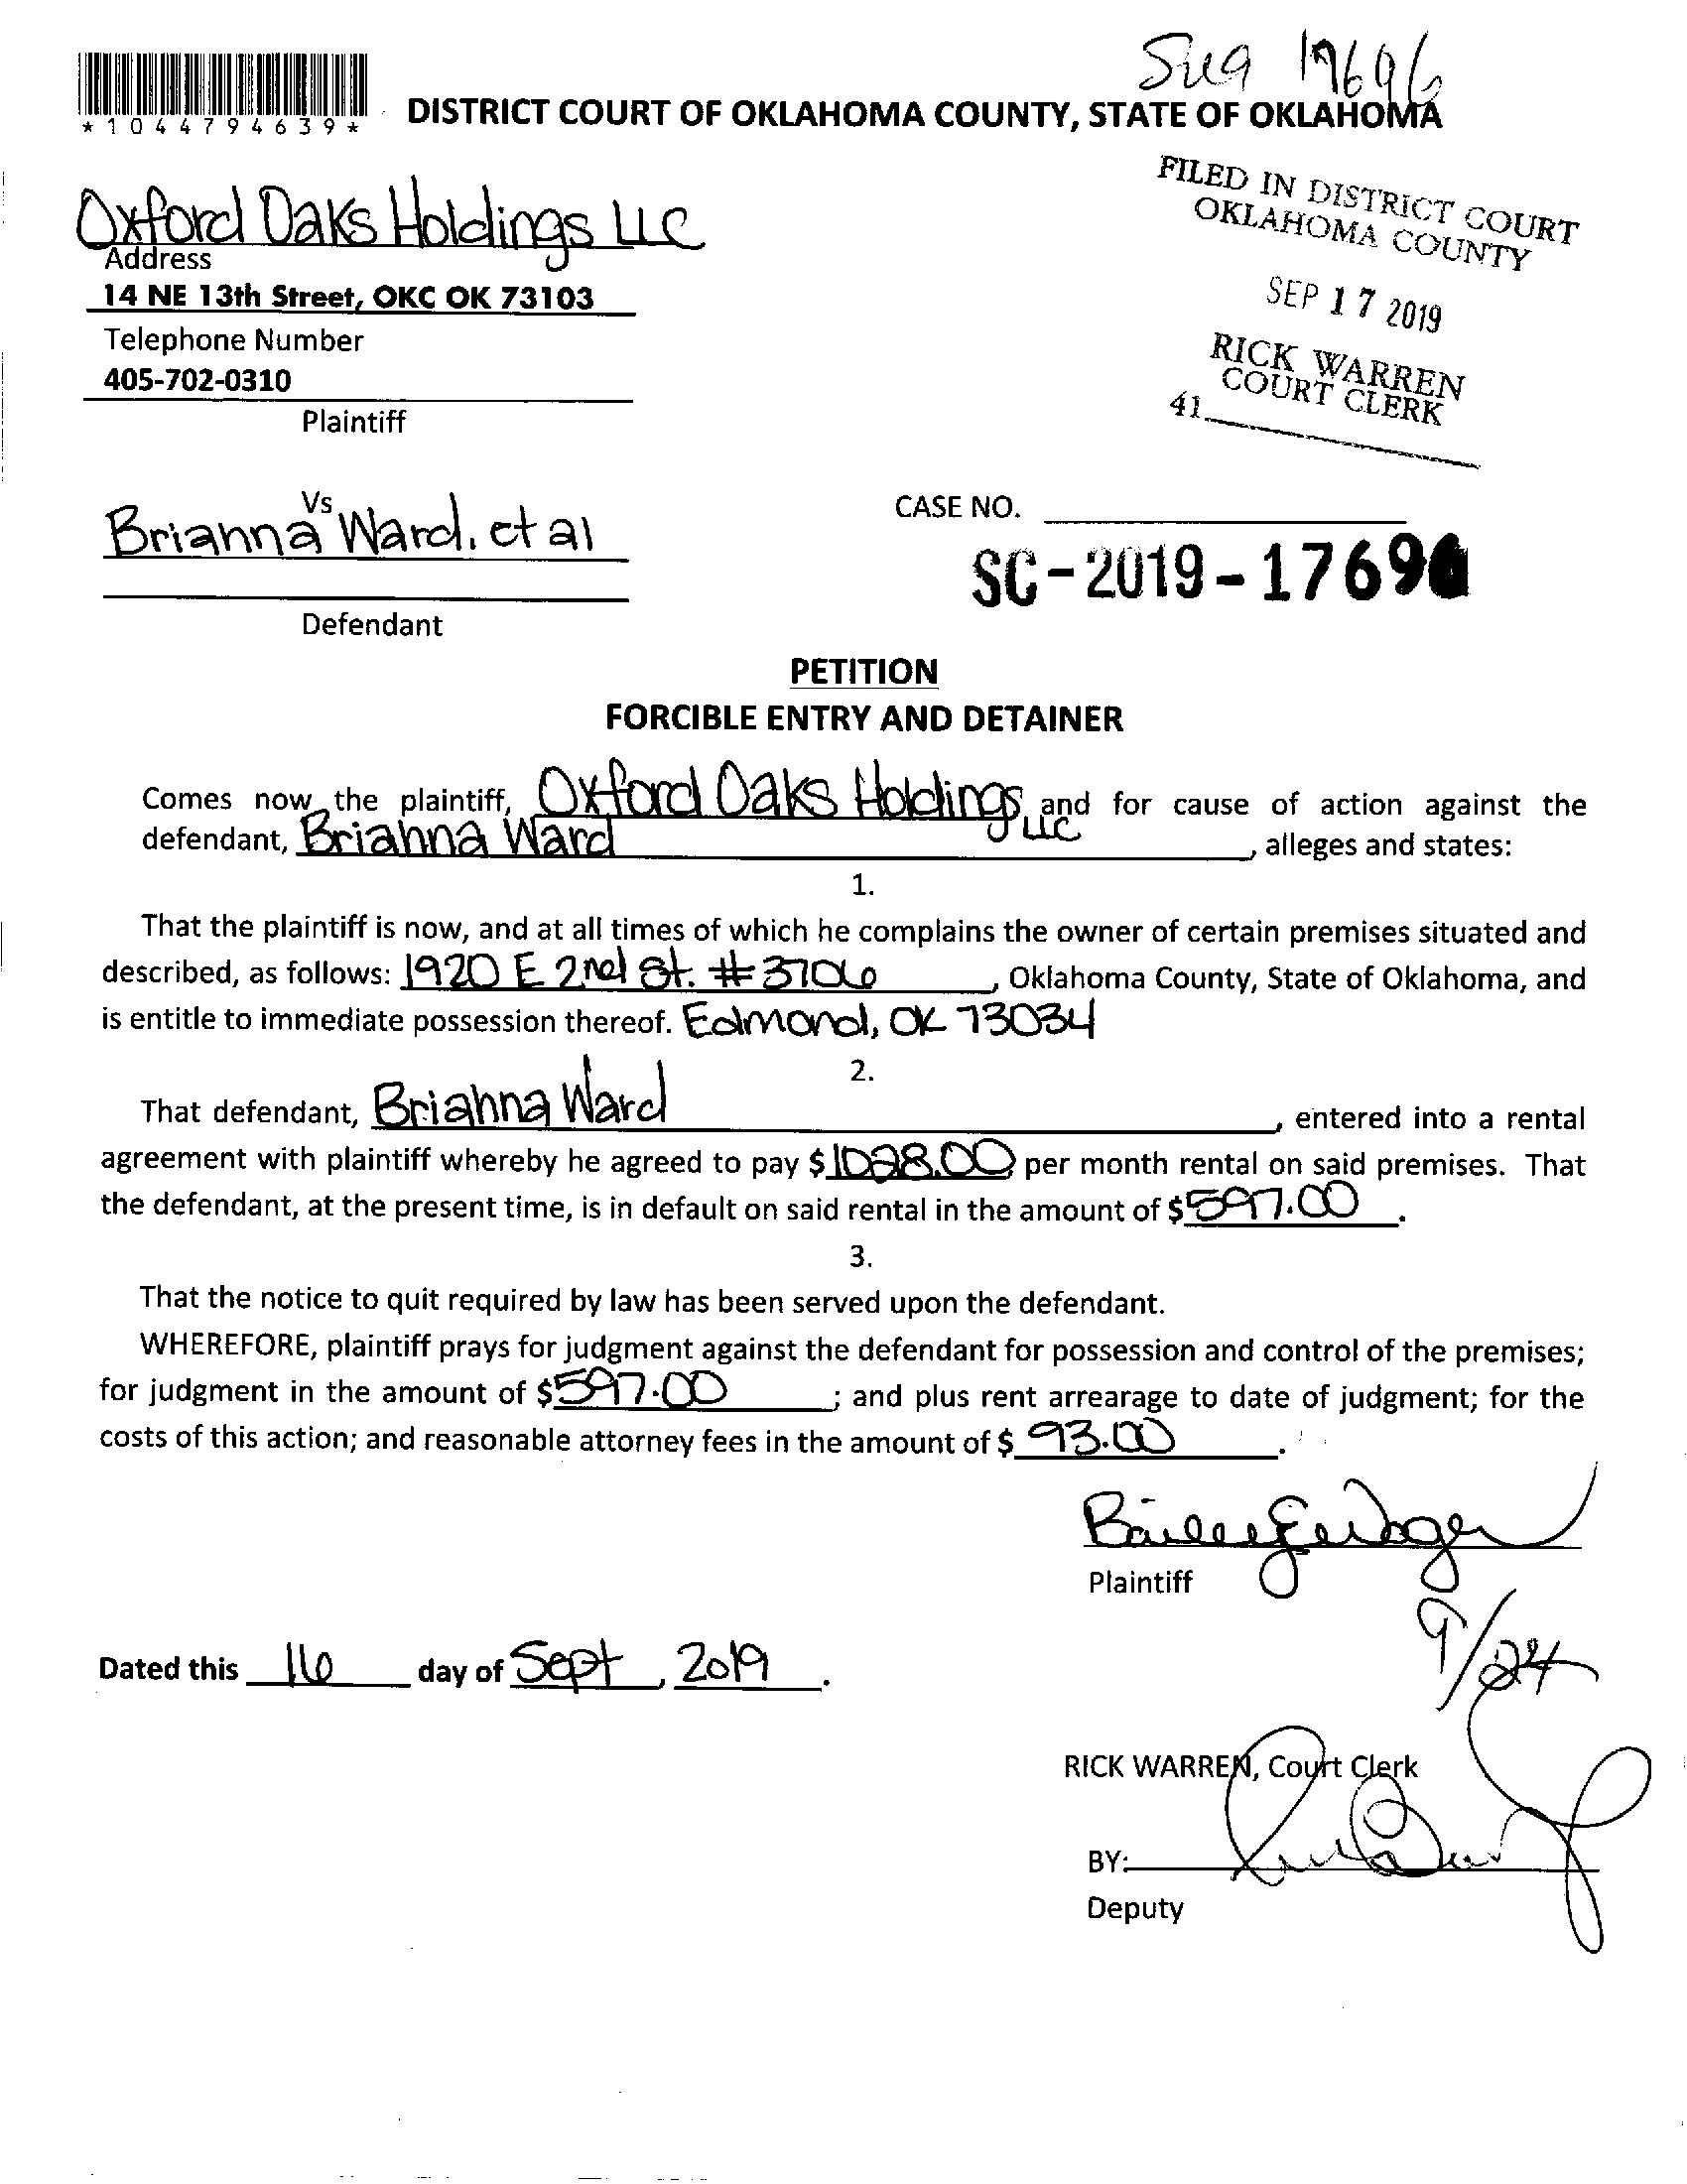 *1044794639*
DISTRICT COURT OF OKLAHOMA COUNTY, STATE OF OKLAHOMA
FILED IN DISTRICT COURT
OKLAHOMA COUNTY
SEP 17 2019
RICK WARREN
COURT CLERK
41
Oxford Oaks Holdings LLC
Address
14 NE 13th Street, OKC OK 73103
Telephone Number
405-702-0310
Plaintiff
Vs
Brianna Ward, et al
Defendant
CASE NO.
SC-2019-17696
PETITION
FORCIBLE ENTRY AND DETAINER
Comes now the plaintiff, Oxford Oaks Holdings LLC and for cause of action against the
defendant, Brianna Ward, alleges and states:
1.
That the plaintiff is now, and at all times of which he complains the owner of certain premises situated and
described, as follows: 1920 E 2nd St. #3706, Oklahoma County, State of Oklahoma, and
is entitle to immediate possession thereof. Edmond, OK 73034
2.
That defendant, Brianna Ward, entered into a rental
agreement with plaintiff whereby he agreed to pay $1028.00 per month rental on said premises. That
the defendant, at the present time, is in default on said rental in the amount of $597.00.
3.
That the notice to quit required by law has been served upon the defendant.
WHEREFORE, plaintiff prays for judgment against the defendant for possession and control of the premises;
for judgment in the amount of $597.00; and plus rent arrearage to date of judgment; for the
costs of this action; and reasonable attorney fees in the amount of $ 93.00.
Plaintiff
9/24
Dated this 16 day of Sept, 2019.
RICK WARREN, Court Clerk
BY:
Deputy